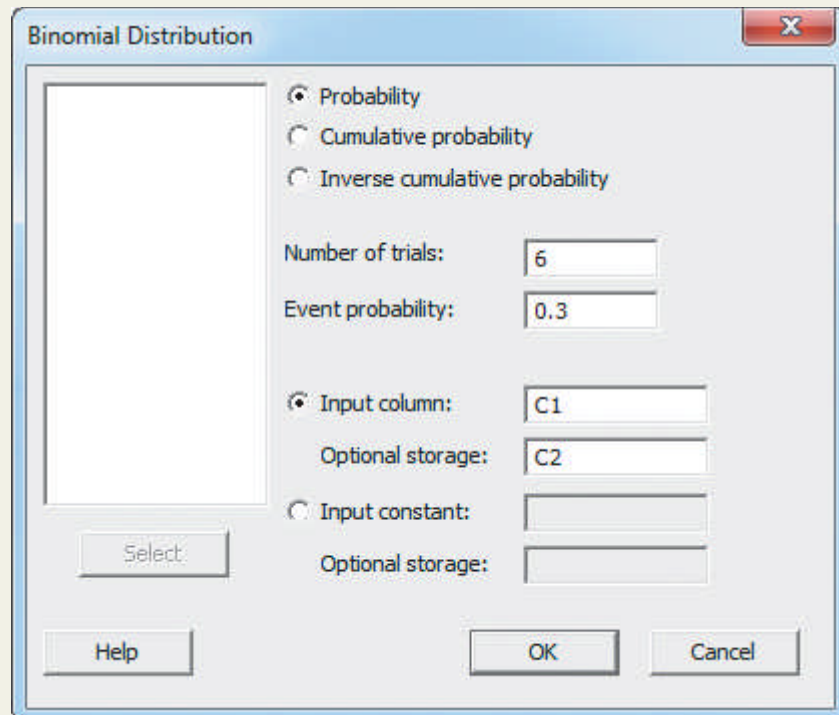 Binomial Distribution
Probability
Cumulative probability
Inverse cumulative probability
Number of trials: 6
Event probability: 0.3
Input column: C1
Optional storage: C2
Input constant:
Optional storage:
Select
Help OK Cancel